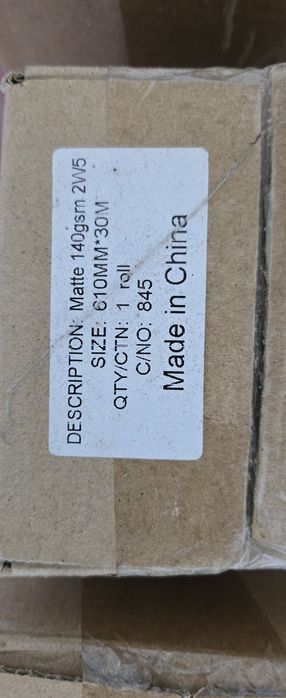 DESCRIPTION: Matte 140gsm 2W5
SIZE: 610MM*30M
QTY/CTN: 1 roll
C/NO: 845
Made in China